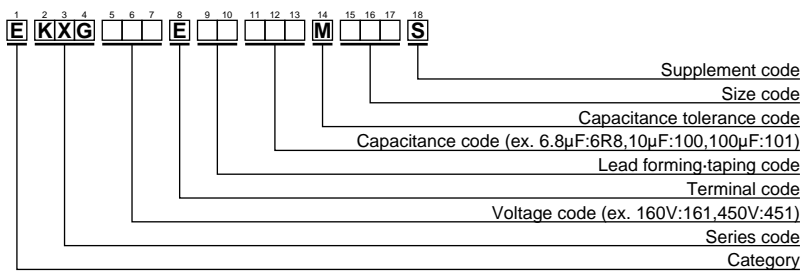 1 2 3 4 5 6 7 8 9 10 11 12 13 14 15 16 17 18
E K X G E M S
Supplement code
Size code
Capacitance tolerance code
Capacitance code (ex. 6.8μF:6R8,10μF:100,100μF:101)
Lead forming·taping code
Terminal code
Voltage code (ex. 160V:161,450V:451)
Series code
Category